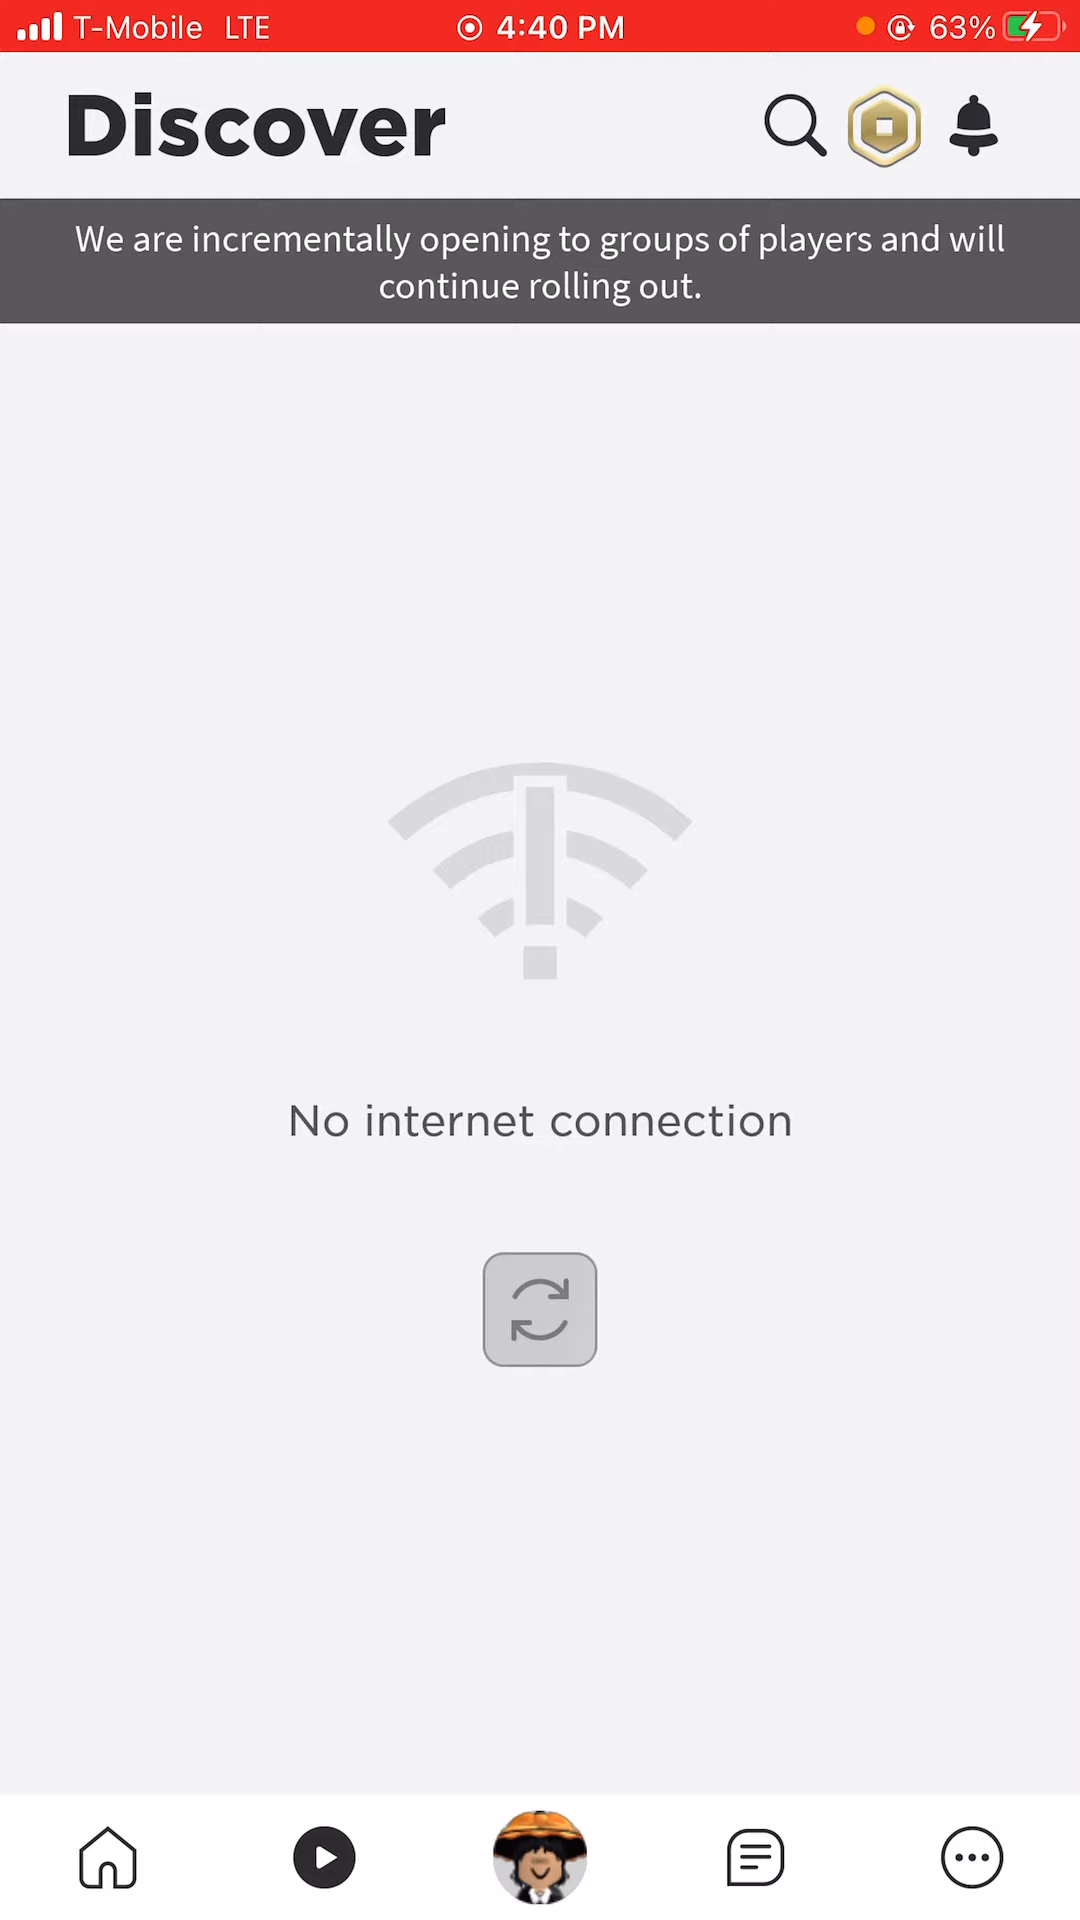 T-Mobile LTE 4:40 PM 63%
Discover
We are incrementally opening to groups of players and will
continue rolling out.
No internet connection